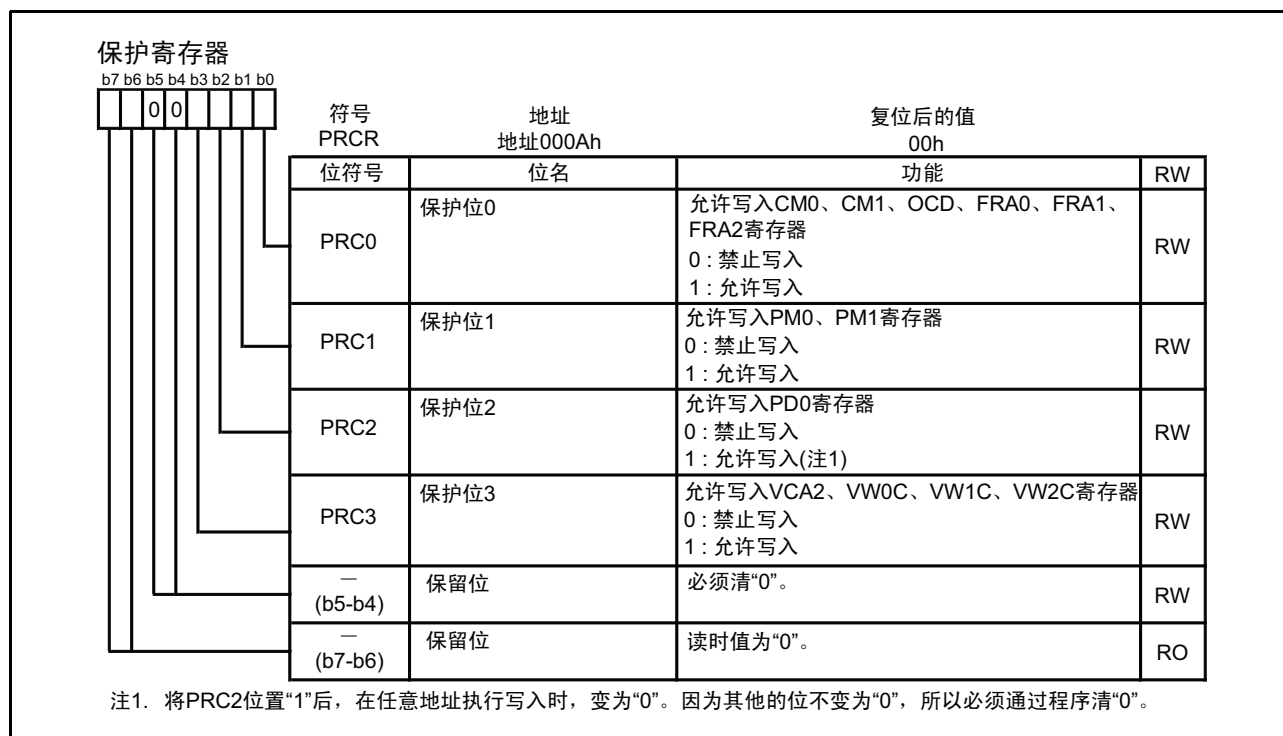 保护寄存器
b7 b6 b5 b4 b3 b2 b1 b0
0 0
符号 地址 复位后的值
PRCR 地址000Ah 00h
位符号 位名 功能 RW
PRC0 保护位0 允许写入CM0、CM1、OCD、FRA0、FRA1、
FRA2寄存器
0 : 禁止写入
1 : 允许写入
RW
PRC1 保护位1 允许写入PM0、PM1寄存器
0 : 禁止写入
1 : 允许写入
RW
PRC2 保护位2 允许写入PD0寄存器
0 : 禁止写入
1 : 允许写入(注1)
RW
PRC3 保护位3 允许写入VCA2、VW0C、VW1C、VW2C寄存器
0 : 禁止写入
1 : 允许写入
RW
—
(b5-b4) 保留位 必须清“0”。 RW
—
(b7-b6) 保留位 读时值为“0”。 RO
注1. 将PRC2位置“1”后，在任意地址执行写入时，变为“0”。因为其他的位不变为“0”，所以必须通过程序清“0”。